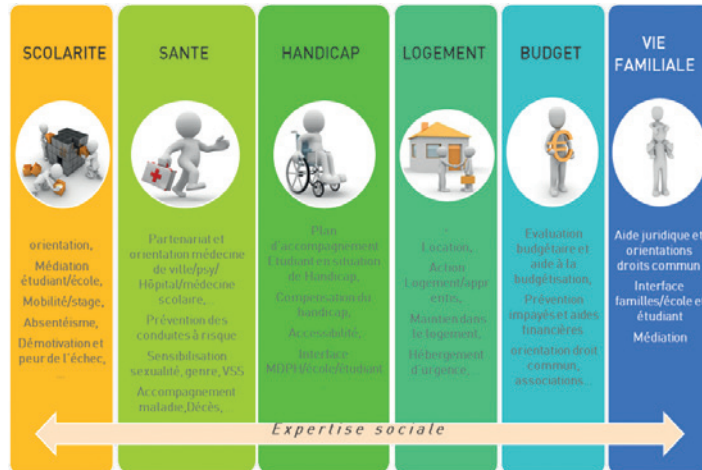 SCOLARITE
orientation,
Médiation
étudiant/école,
Mobilité/stage,
Absentéisme,
Démotivation et
peur de l'échec,
...
SANTE
Partenariat et
orientation médecine
de ville/psy/
Hôpital/médecine
scolaire,...
Prévention des
conduites à risque
Sensibilisation
sexualité, genre, VSS
Accompagnement
maladie,Décès,...
HANDICAP
Plan
d'accompagnement
Etudiant en situation
de Handicap,
Compensation du
handicap,
Accessibilité,
Interface
MDPH/école/étudiant
LOGEMENT
Location,
Action
Logement/appr
entis,
Maintien dans
le logement,
Hébergement
d'urgence,...
BUDGET
Evaluation
budgétaire et
aide à la
budgétisation,
Prévention
impayés et aides
financières
orientation droit
commun,
associations...
VIE
FAMILIALE
Aide juridique et
orientations
droits commun
Interface
familles/école et
étudiant
Médiation
Expertise sociale